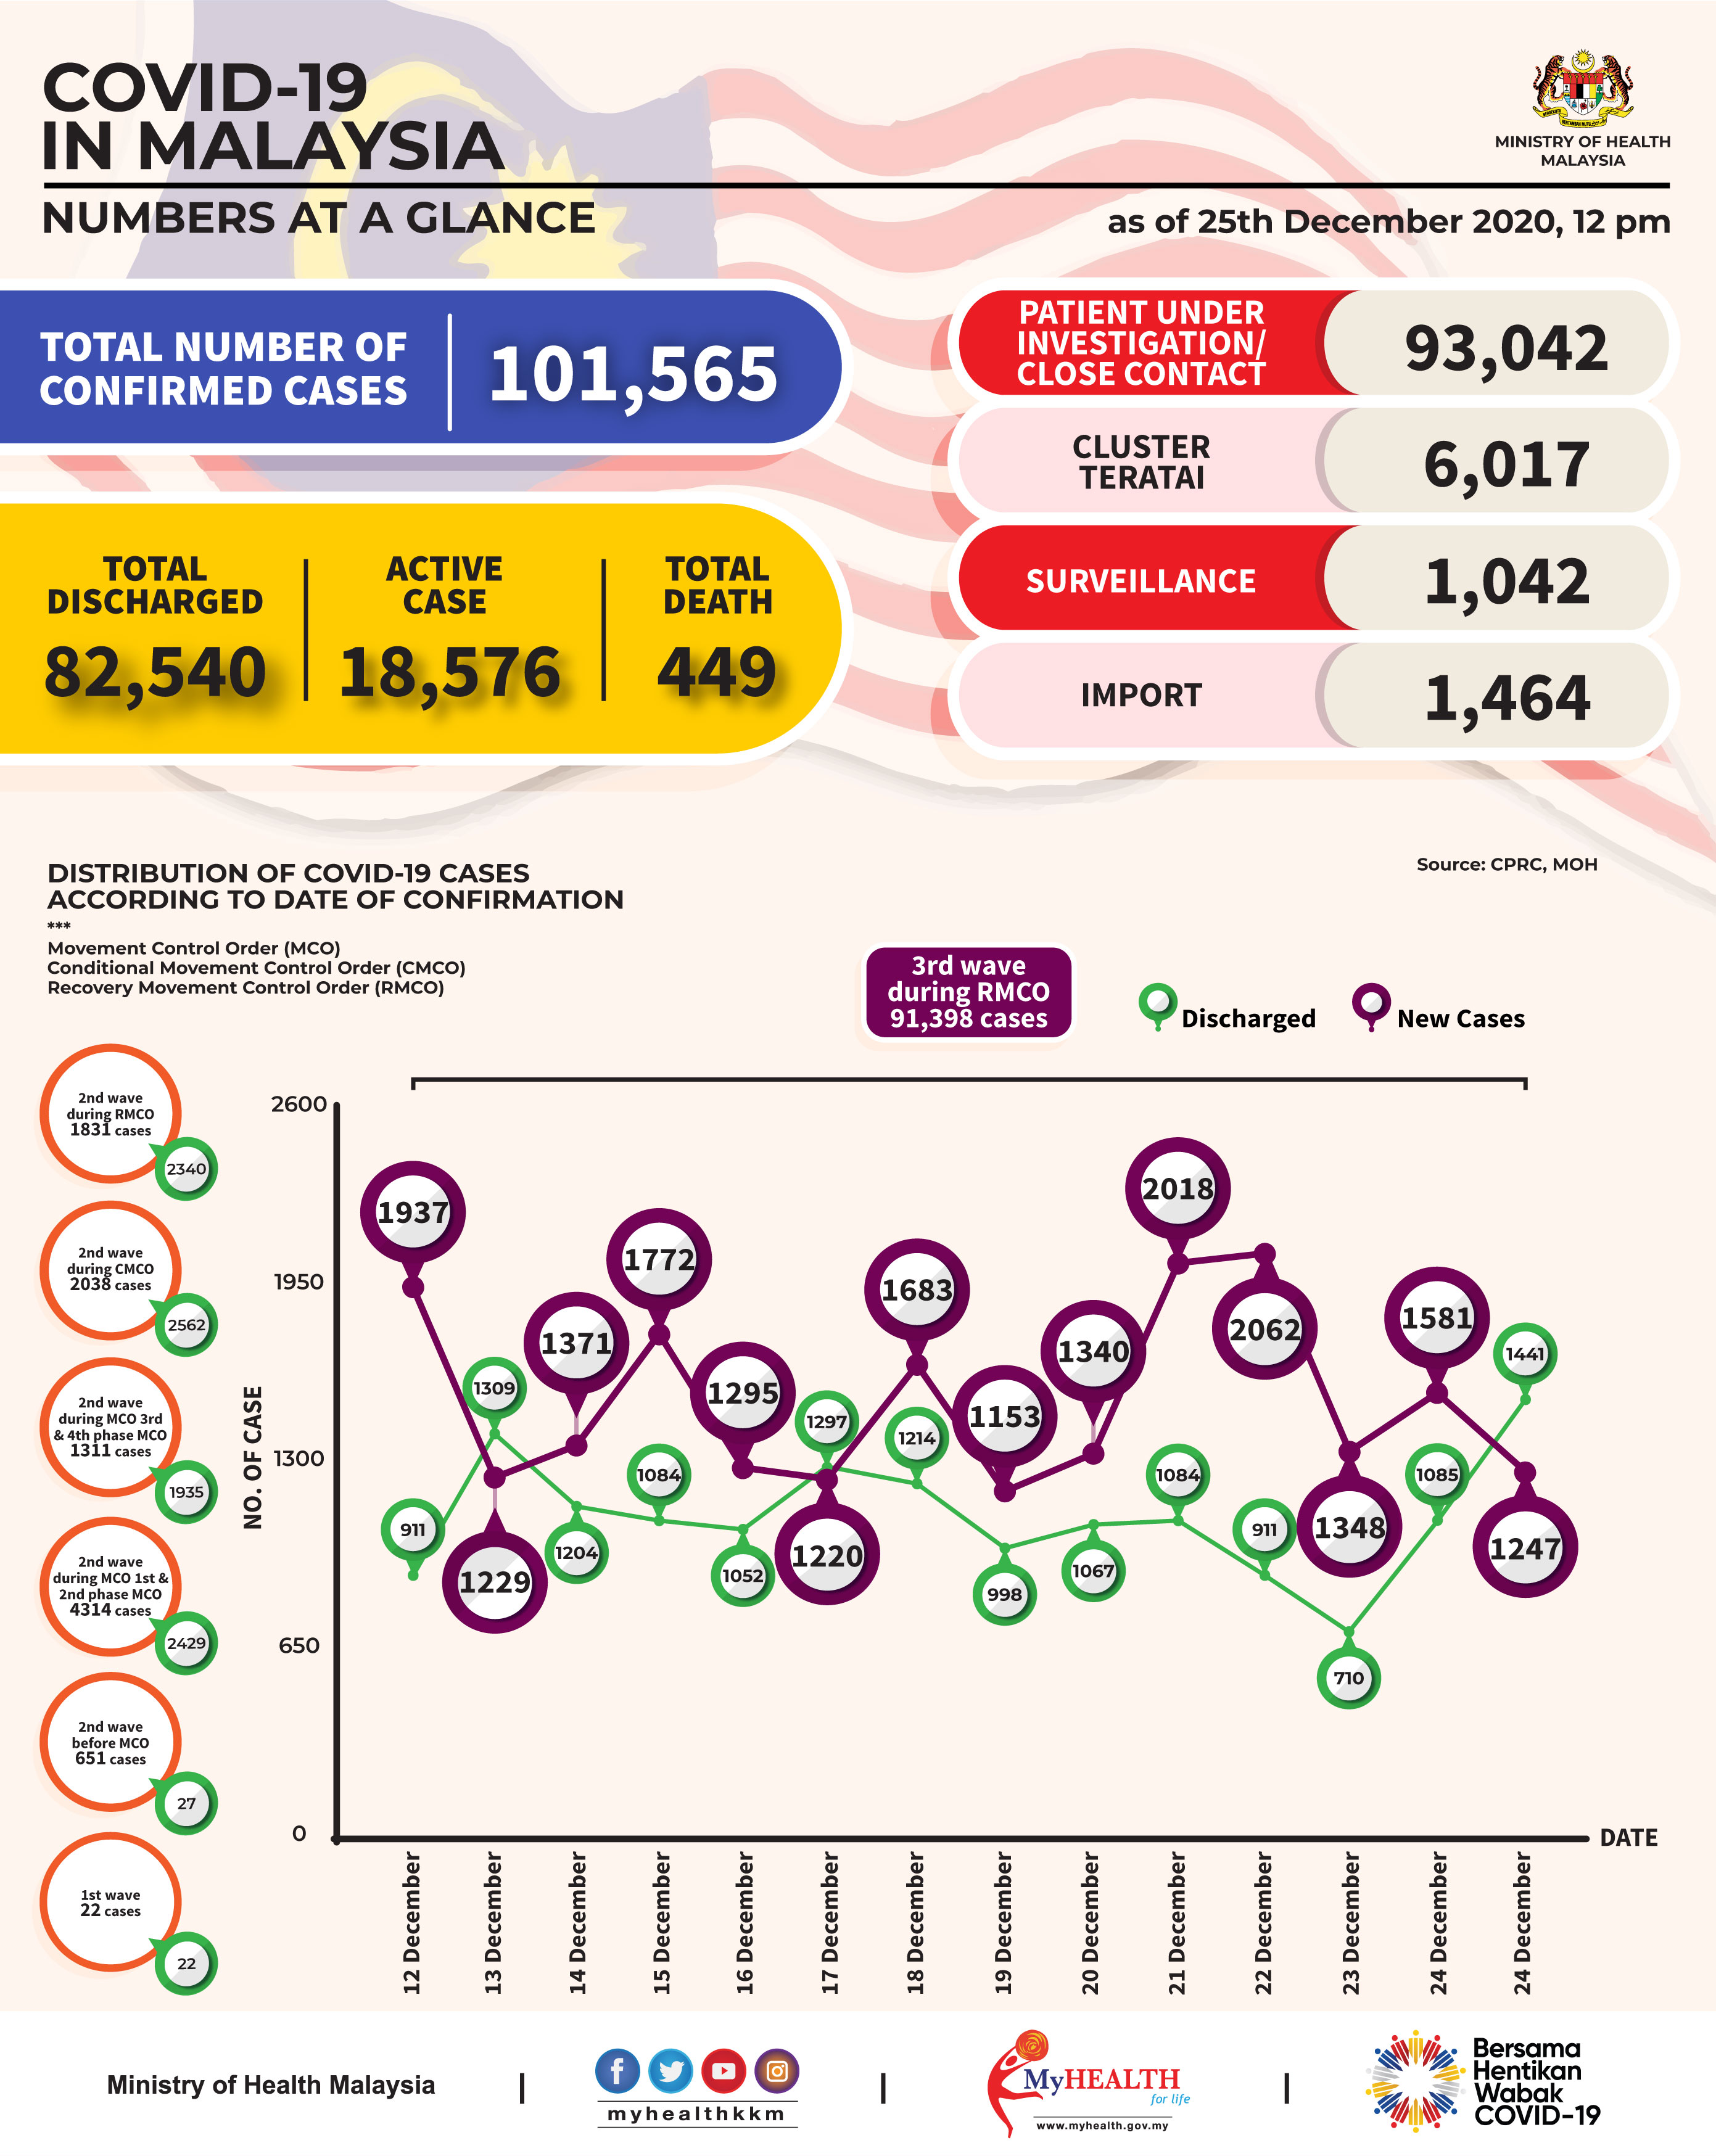 COVID-19
IN MALAYSIA
MINISTRY OF HEALTH
MALAYSIA
NUMBERS AT A GLANCE
as of 25th December 2020, 12 pm
TOTAL NUMBER OF
CONFIRMED CASES
101,565
TOTAL
DISCHARGED
82,540
ACTIVE
CASE
18,576
TOTAL
DEATH
449
PATIENT UNDER
INVESTIGATION/
CLOSE CONTACT
93,042
CLUSTER
TERATAI
6,017
SURVEILLANCE
1,042
IMPORT
1,464
DISTRIBUTION OF COVID-19 CASES
ACCORDING TO DATE OF CONFIRMATION
***
Movement Control Order (MCO)
Conditional Movement Control Order (CMCO)
Recovery Movement Control Order (RMCO)
Source: CPRC, MOH
3rd wave
during RMCO
91,398 cases
Discharged
New Cases
2nd wave
during RMCO
1831 cases
2340
2nd wave
during CMCO
2038 cases
2562
2nd wave
during MCO 3rd
& 4th phase MCO
1311 cases
1935
2nd wave
during MCO 1st &
2nd phase MCO
4314 cases
2429
2nd wave
before MCO
651 cases
27
1st wave
22 cases
22
NO. OF CASE
2600
1950
1300
650
0
1937
1229
1371
1772
1295
1220
1683
1153
1340
2018
2062
1348
1581
1247
911
1309
1204
1084
1052
1297
1214
998
1067
1084
911
710
1085
1441
DATE
12 December
13 December
14 December
15 December
16 December
17 December
18 December
19 December
20 December
21 December
22 December
23 December
24 December
24 December
Ministry of Health Malaysia
myhealthkkm
MyHEALTH
for life
www.myhealth.gov.my
Bersama
Hentikan
Wabak
COVID-19